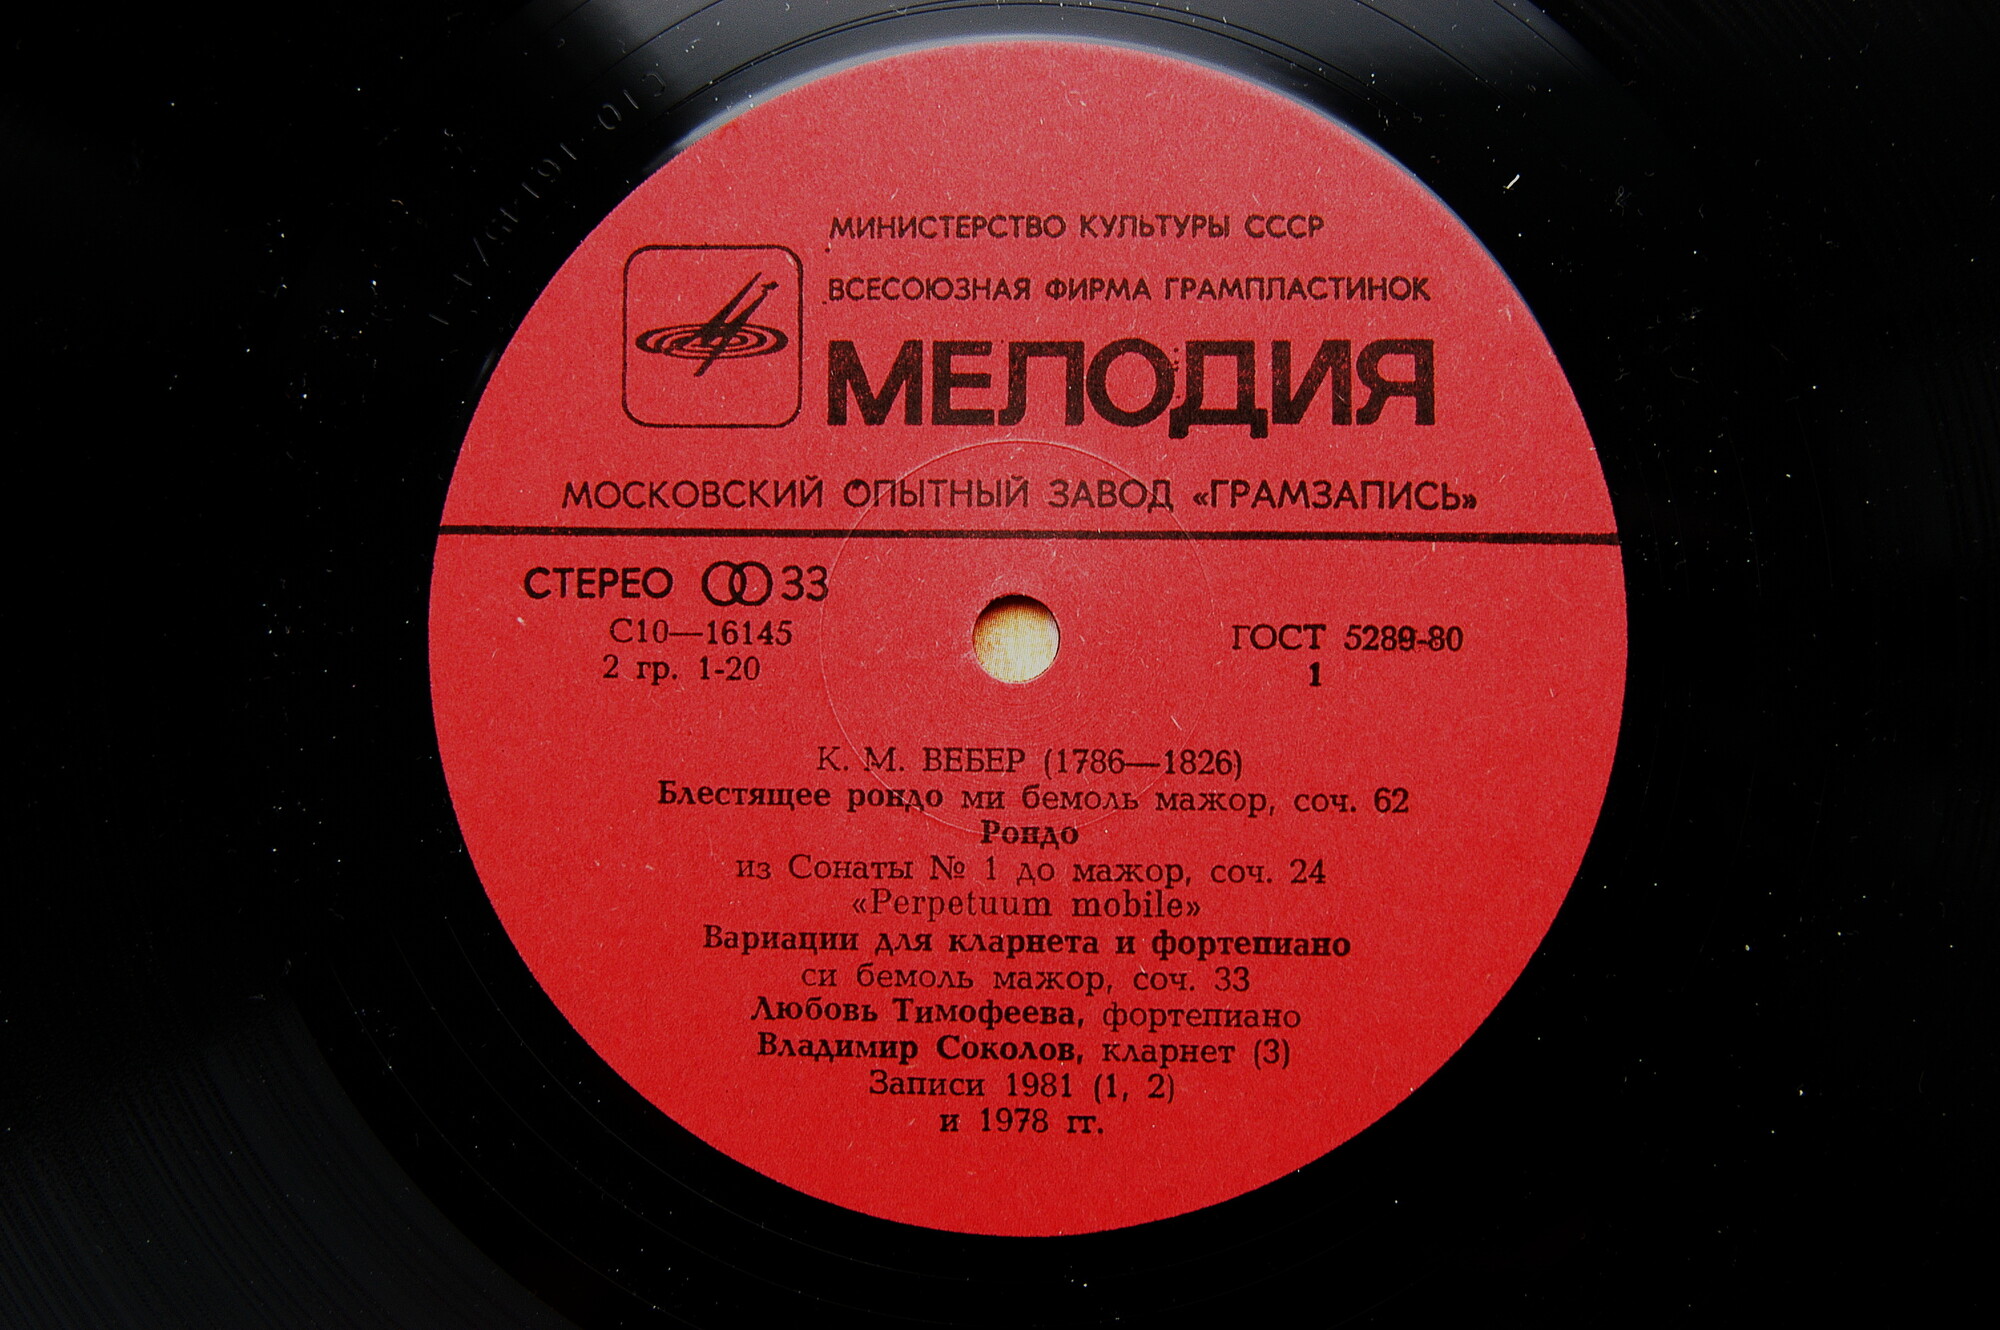 МИНИСТЕРСТВО КУЛЬТУРЫ СССР
ВСЕСОЮЗНАЯ ФИРМА ГРАМПЛАСТИНОК
МЕЛОДИЯ
МОСКОВСКИЙ ОПЫТНЫЙ ЗАВОД «ГРАМЗАПИСЬ»
СТЕРЕО 33
С10—16145
2 гр. 1-20
ГОСТ 5289-80
1
К. М. ВЕБЕР (1786—1826)
Блестящее рондо ми бемоль мажор, соч. 62
Рондо
из Сонаты № 1 до мажор, соч. 24
«Perpetuum mobile»
Вариации для кларнета и фортепиано
си бемоль мажор, соч. 33
Любовь Тимофеева, фортепиано
Владимир Соколов, кларнет (3)
Записи 1981 (1, 2)
и 1978 гг.